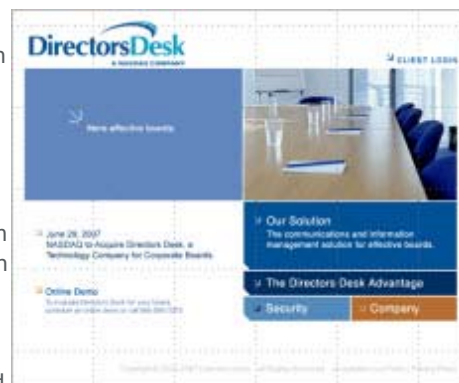 DirectorsDesk
A NASDAQ COMPANY
CLIENT LOGIN
More effective boards.
June 28, 2007
NASDAQ to Acquire Directors Desk, a
Technology Company for Corporate Boards
Online Demo
Our Solution
The communications and information
management solution for effective boards.
The Directors Desk Advantage
Security
Company